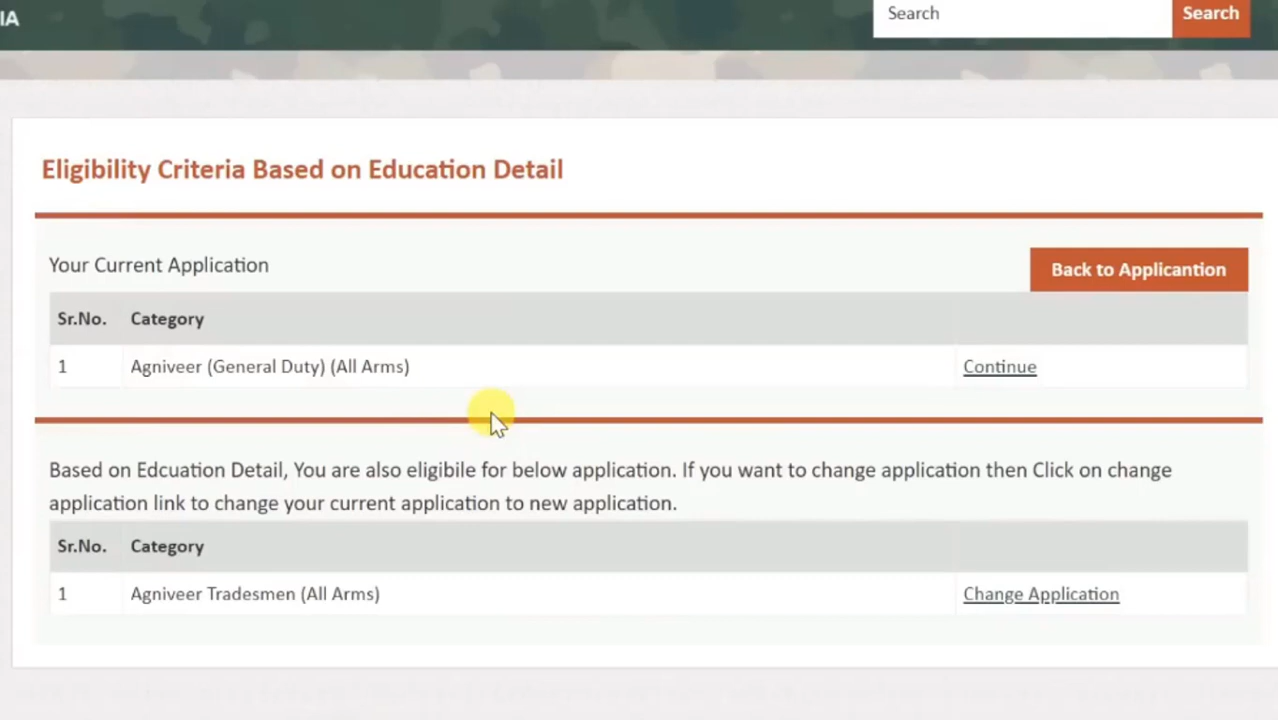 IA
Search Search
Eligibility Criteria Based on Education Detail
Your Current Application Back to Applicantion
Sr.No. Category
1 Agniveer (General Duty) (All Arms) Continue
Based on Edcuation Detail, You are also eligibile for below application. If you want to change application then Click on change
application link to change your current application to new application.
Sr.No. Category
1 Agniveer Tradesmen (All Arms) Change Application